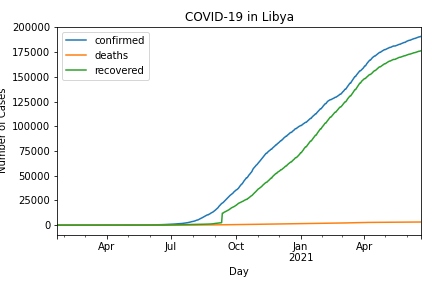 COVID-19 in Libya
confirmed
deaths
recovered
Number of Cases
200000
175000
150000
125000
100000
75000
50000
25000
0
Apr
Jul
Oct
Jan
2021
Apr
Day